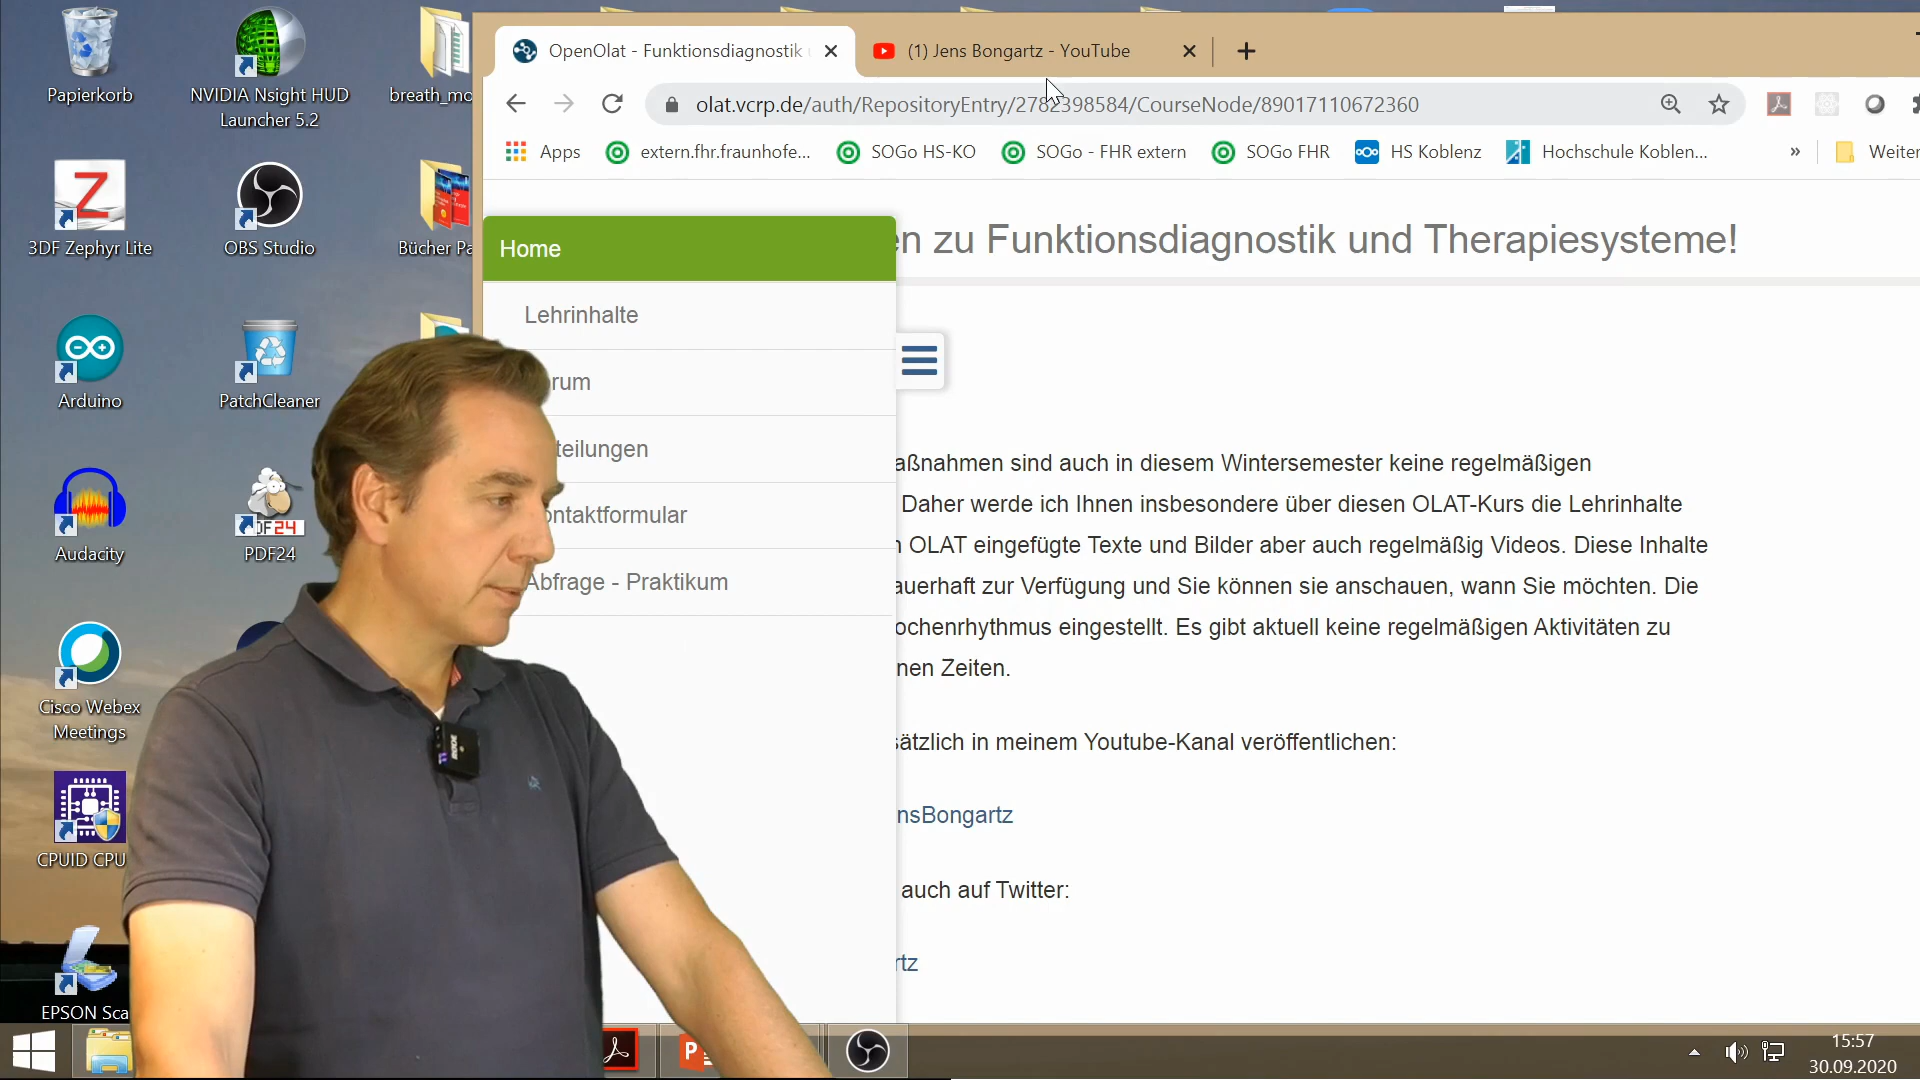 Papierkorb
NVIDIA Nsight HUD
Launcher 5.2
breath_mo
3DF Zephyr Lite
OBS Studio
Bücher Pa
Arduino
PatchCleaner
Audacity
PDF24
Cisco Webex
Meetings
CPUID CPU
EPSON Sca
OpenOlat - Funktionsdiagnostik
(1) Jens Bongartz - YouTube
olat.vcrp.de/auth/RepositoryEntry/2782398584/CourseNode/89017110672360
Apps
extern.fhr.fraunhofe...
SOGo HS-KO
SOGo - FHR extern
SOGo FHR
HS Koblenz
Hochschule Koblen...
»
Weiter
en zu Funktionsdiagnostik und Therapiesysteme!
Home
Lehrinhalte
orum
teilungen
ontaktformular
Abfrage - Praktikum
aßnahmen sind auch in diesem Wintersemester keine regelmäßigen
Daher werde ich Ihnen insbesondere über diesen OLAT-Kurs die Lehrinhalte
n OLAT eingefügte Texte und Bilder aber auch regelmäßig Videos. Diese Inhalte
auerhaft zur Verfügung und Sie können sie anschauen, wann Sie möchten. Die
ochenrhythmus eingestellt. Es gibt aktuell keine regelmäßigen Aktivitäten zu
nen Zeiten.
sätzlich in meinem Youtube-Kanal veröffentlichen:
nsBongartz
auch auf Twitter:
rtz
RØDE
15:57
30.09.2020